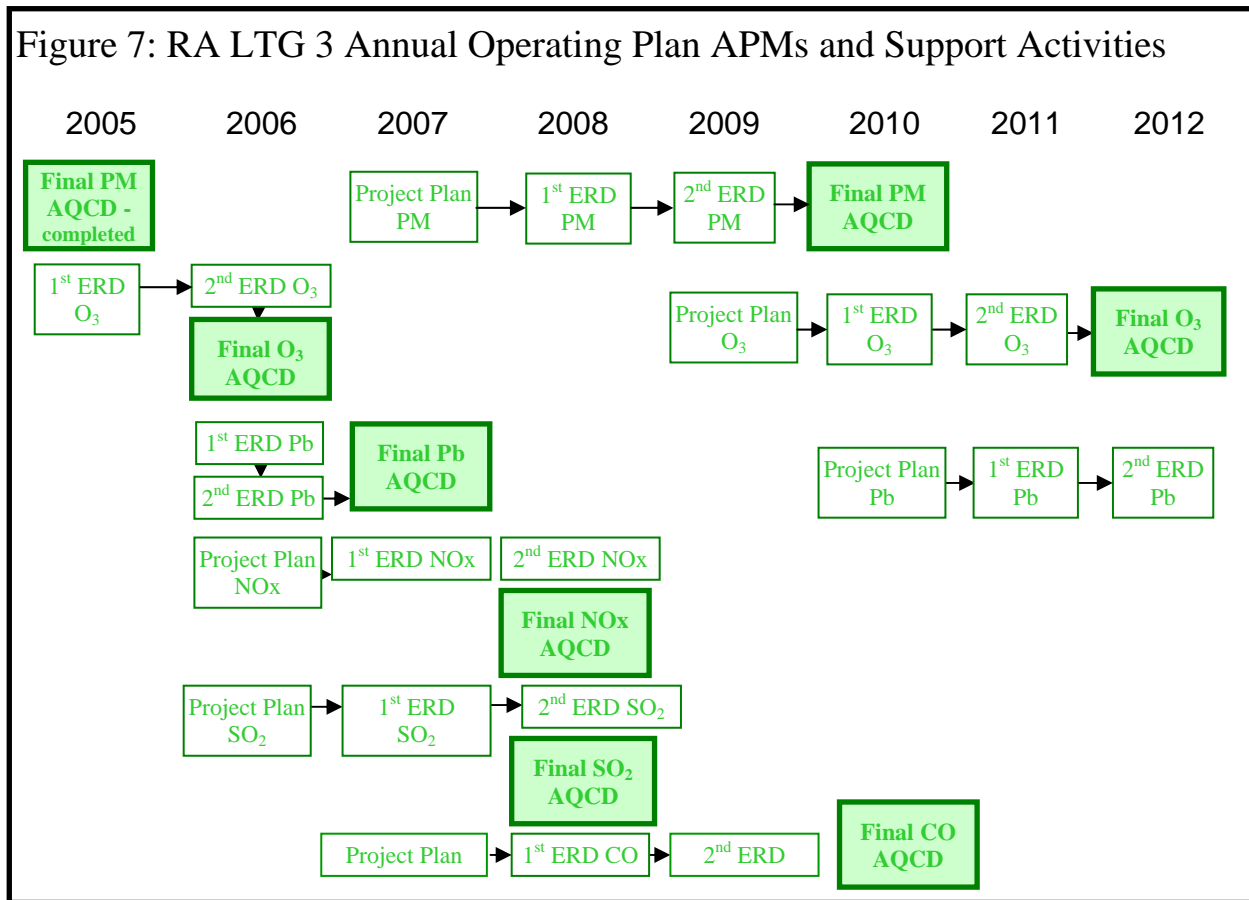 Figure 7: RA LTG 3 Annual Operating Plan APMs and Support Activities
2005 2006 2007 2008 2009 2010 2011 2012
Final PM
AQCD -
completed
Project Plan
PM
1st ERD
PM
2nd ERD
PM
Final PM
AQCD
1st ERD
O3
2nd ERD O3
Final O3
AQCD
Project Plan
O3
1st ERD
O3
2nd ERD
O3
Final O3
AQCD
1st ERD Pb
2nd ERD Pb
Final Pb
AQCD
Project Plan
Pb
1st ERD
Pb
2nd ERD
Pb
Project Plan
NOx
1st ERD NOx
2nd ERD NOx
Final NOx
AQCD
Project Plan
SO2
1st ERD
SO2
2nd ERD SO2
Final SO2
AQCD
Project Plan
1st ERD CO
2nd ERD
Final CO
AQCD